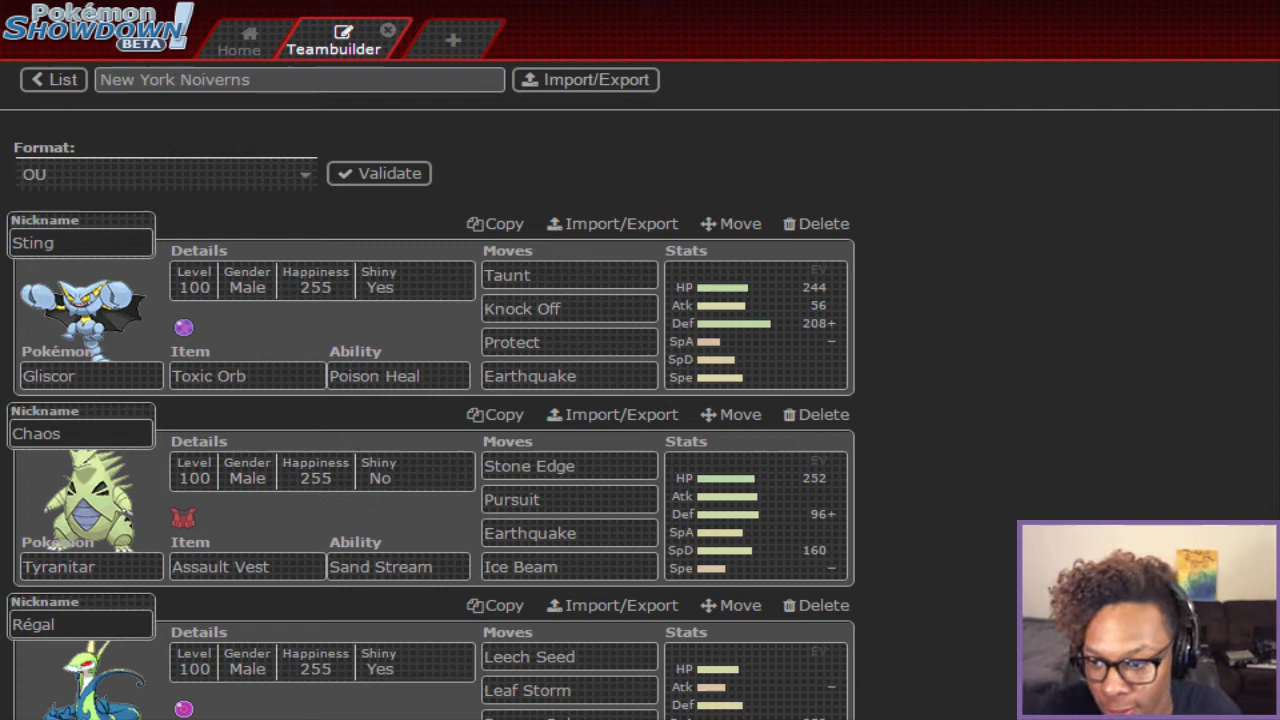 Pokémon
SHOWDOWN!
BETA
Home
Teambuilder
List
New York Noiverns
Import/Export
Format:
OU
Validate
Copy Import/Export Move Delete
Nickname
Sting
Details Moves Stats
Level Gender Happiness Shiny
100 Male 255 Yes
Taunt
Knock Off
Protect
Earthquake
EV
HP 244
Atk 56
Def 208+
SpA −
SpD
Spe
Pokémon Item Ability
Gliscor Toxic Orb Poison Heal
Copy Import/Export Move Delete
Nickname
Chaos
Details Moves Stats
Level Gender Happiness Shiny
100 Male 255 No
Stone Edge
Pursuit
Earthquake
Ice Beam
EV
HP 252
Atk
Def 96+
SpA
SpD 160
Spe −
Pokémon Item Ability
Tyranitar Assault Vest Sand Stream
Copy Import/Export Move Delete
Nickname
Régal
Details Moves Stats
Level Gender Happiness Shiny
100 Male 255 Yes
Leech Seed
Leaf Storm
EV
HP
Atk −
Def